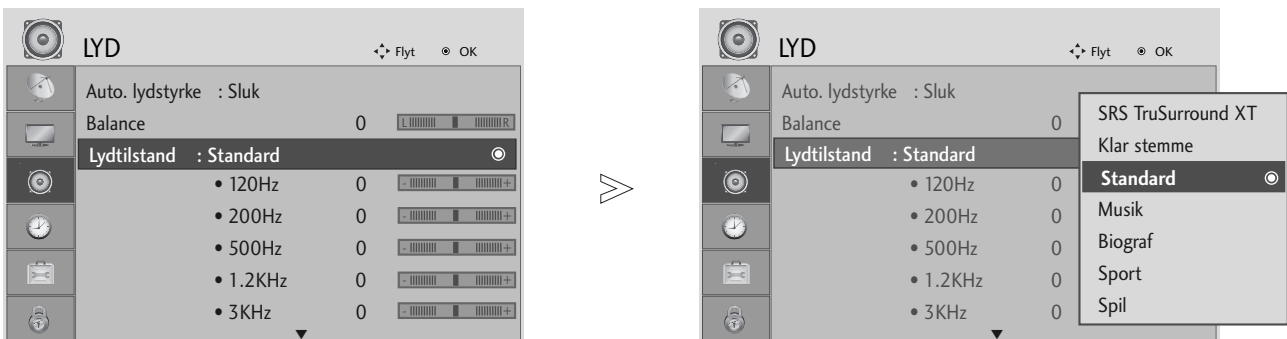 LYD
Flyt OK
Auto. lydstyrke : Sluk
Balance 0 L R
Lydtilstand : Standard
• 120Hz 0 - +
• 200Hz 0 - +
• 500Hz 0 - +
• 1.2KHz 0 - +
• 3KHz 0 - +
LYD
Flyt OK
Auto. lydstyrke : Sluk
Balance 0
Lydtilstand : Standard
• 120Hz 0
• 200Hz 0
• 500Hz 0
• 1.2KHz 0
• 3KHz 0
SRS TruSurround XT
Klar stemme
Standard
Musik
Biograf
Sport
Spil